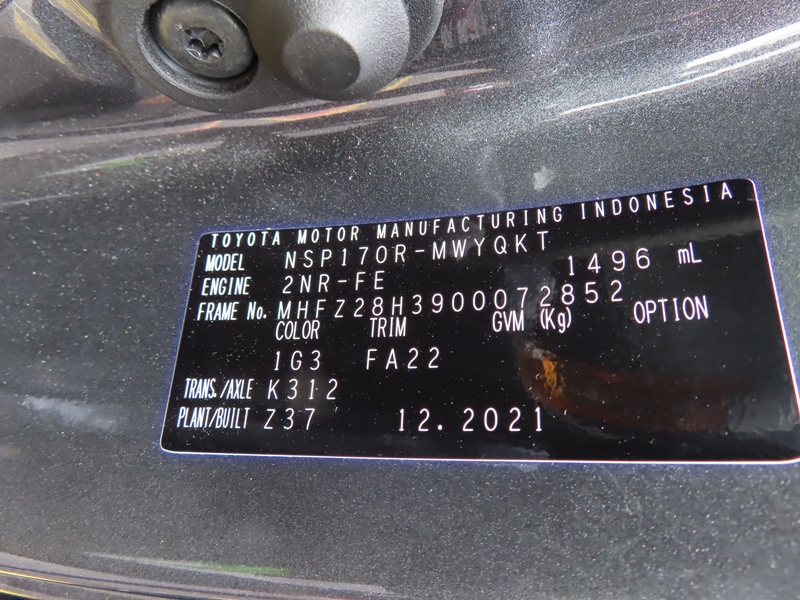 TOYOTA MOTOR MANUFACTURING INDONESIA
MODEL NSP170R-MWYQKT
ENGINE 2NR-FE 1496 mL
FRAME No. MHFZ28H3900072852
COLOR TRIM GVM (Kg) OPTION
1G3 FA22
TRANS./AXLE K312
PLANT/BUILT Z37 12.2021